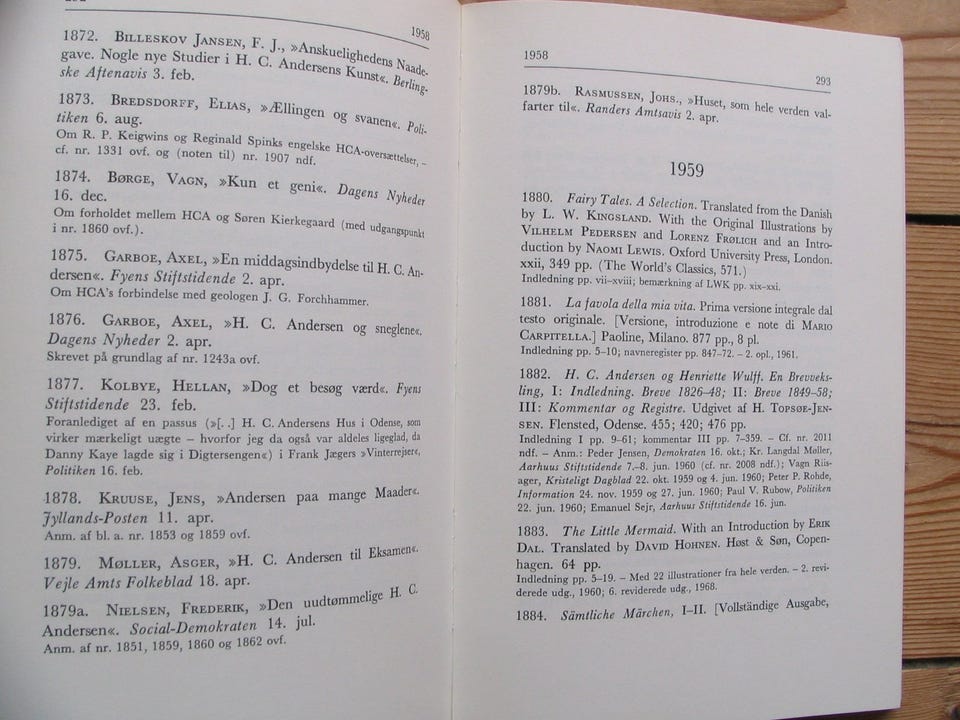 1958
1872. BILLESKOV JANSEN, F. J., »Anskuelighedens Naade-
gave. Nogle nye Studier i H. C. Andersens Kunst«. Berling-
ske Aftenavis 3. feb.
1873. BREDSDORFF, ELIAS, »Ællingen og svanen«. Poli-
tiken 6. aug.
Om R. P. Keigwins og Reginald Spinks engelske HCA-oversættelser, –
cf. nr. 1331 ovf. og (noten til) nr. 1907 ndf.
1874. BØRGE, VAGN, »Kun et geni«. Dagens Nyheder
16. dec.
Om forholdet mellem HCA og Søren Kierkegaard (med udgangspunkt
i nr. 1860 ovf.).
1875. GARBOE, AXEL, »En middagsindbydelse til H. C. An-
dersen«. Fyens Stiftstidende 2. apr.
Om HCA's forbindelse med geologen J. G. Forchhammer.
1876. GARBOE, AXEL, »H. C. Andersen og sneglene«.
Dagens Nyheder 2. apr.
Skrevet på grundlag af nr. 1243a ovf.
1877. KOLBYE, HELLAN, »Dog et besøg værd«. Fyens
Stiftstidende 23. feb.
Foranlediget af en passus (»[. .] H. C. Andersens Hus i Odense, som
virker mærkeligt uægte – hvorfor jeg da også var aldeles ligeglad, da
Danny Kaye lagde sig i Digtersengen«) i Frank Jægers »Vinterrejser«,
Politiken 16. feb.
1878. KRUUSE, JENS, »Andersen paa mange Maader«.
Jyllands-Posten 11. apr.
Anm. af bl. a. nr. 1853 og 1859 ovf.
1879. MØLLER, ASGER, »H. C. Andersen til Eksamen«.
Vejle Amts Folkeblad 18. apr.
1879a. NIELSEN, FREDERIK, »Den uudtømmelige H. C.
Andersen«. Social-Demokraten 14. jul.
Anm. af nr. 1851, 1859, 1860 og 1862 ovf.
1958
293
1879b. RASMUSSEN, JOHS., »Huset, som hele verden val-
farter til«. Randers Amtsavis 2. apr.
1959
1880. Fairy Tales. A Selection. Translated from the Danish
by L. W. KINGSLAND. With the Original Illustrations by
VILHELM PEDERSEN and LORENZ FRØLICH and an Intro-
duction by NAOMI LEWIS. Oxford University Press, London.
xxii, 349 pp. (The World's Classics, 571.)
Indledning pp. vii–xviii; bemærkning af LWK pp. xix–xxi.
1881. La favola della mia vita. Prima versione integrale dal
testo originale. [Versione, introduzione e note di MARIO
CARPITELLA.] Paoline, Milano. 877 pp., 8 pl.
Indledning pp. 5–10; navneregister pp. 847–72. – 2. opl., 1961.
1882. H. C. Andersen og Henriette Wulff. En Brevveks-
ling, I: Indledning. Breve 1826–48; II: Breve 1849–58;
III: Kommentar og Registre. Udgivet af H. TOPSØE-JEN-
SEN. Flensted, Odense. 455; 420; 476 pp.
Indledning I pp. 9–61; kommentar III pp. 7–359. – Cf. nr. 2011
ndf. – Anm.: Peder Jensen, Demokraten 16. okt.; Kr. Langdal Møller,
Aarhuus Stiftstidende 7.–8. jun. 1960 (cf. nr. 2008 ndf.); Vagn Riis-
ager, Kristeligt Dagblad 22. okt. 1959 og 4. jun. 1960; Peter P. Rohde,
Information 24. nov. 1959 og 27. jun. 1960; Paul V. Rubow, Politiken
22. jun. 1960; Emanuel Sejr, Aarhuus Stiftstidende 16. jun.
1883. The Little Mermaid. With an Introduction by ERIK
DAL. Translated by DAVID HOHNEN. Høst & Søn, Copen-
hagen. 64 pp.
Indledning pp. 5–19. – Med 22 illustrationer fra hele verden. – 2. revi-
derede udg., 1960; 6. reviderede udg., 1968.
1884. Sämtliche Märchen, I–II. [Vollständige Ausgabe,